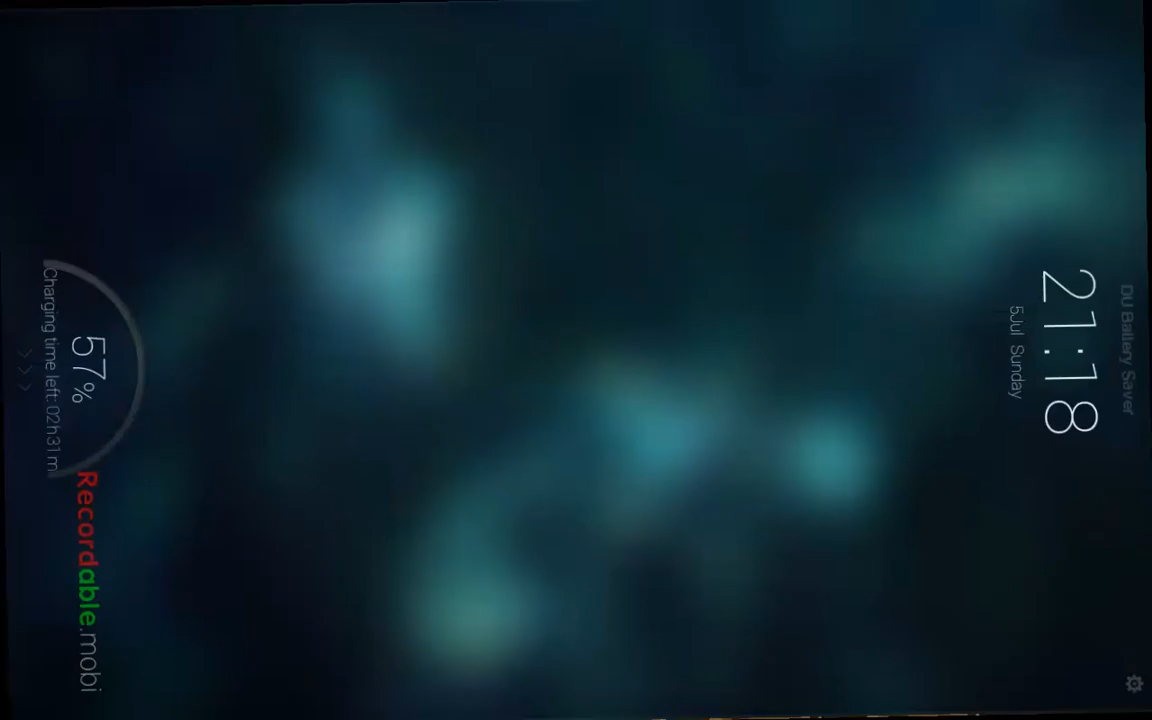 DU Battery Saver
21:18
5Jul Sunday
57%
Charging time left: 02h31m
Recordable.mobi